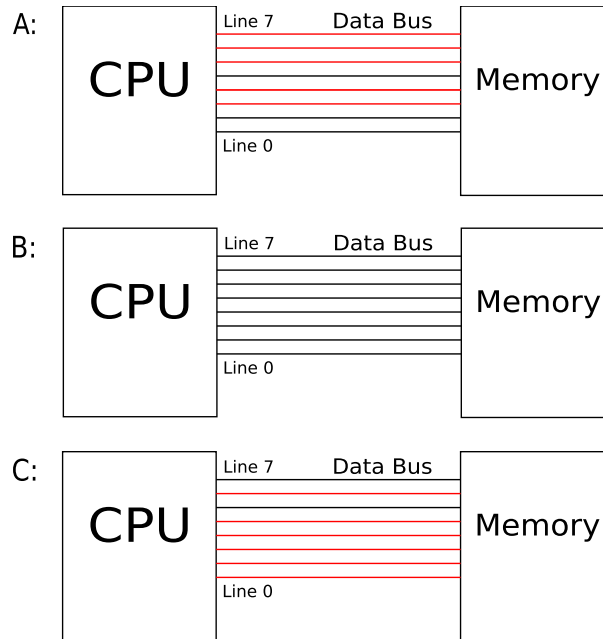 A:
Line 7 Data Bus
CPU
Memory
Line 0
B:
Line 7 Data Bus
CPU
Memory
Line 0
C:
Line 7 Data Bus
CPU
Memory
Line 0